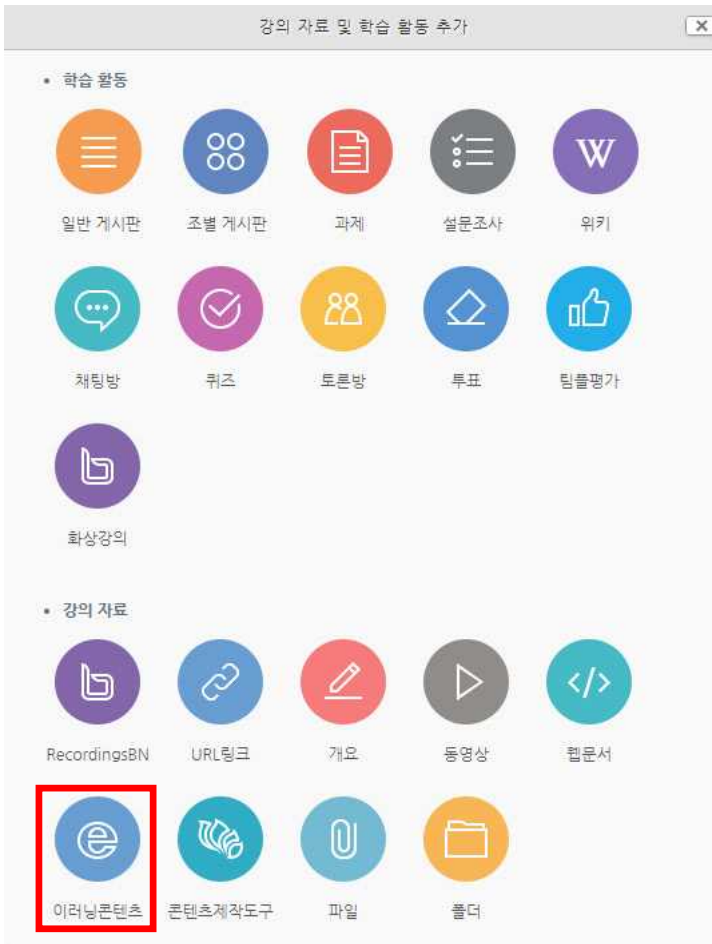 강의 자료 및 학습 활동 추가
• 학습 활동
일반 게시판 조별 게시판 과제 설문조사 위키
채팅방 퀴즈 토론방 투표 팀플평가
화상강의
• 강의 자료
RecordingsBN URL링크 개요 동영상 웹문서
이러닝콘텐츠 콘텐츠제작도구 파일 폴더